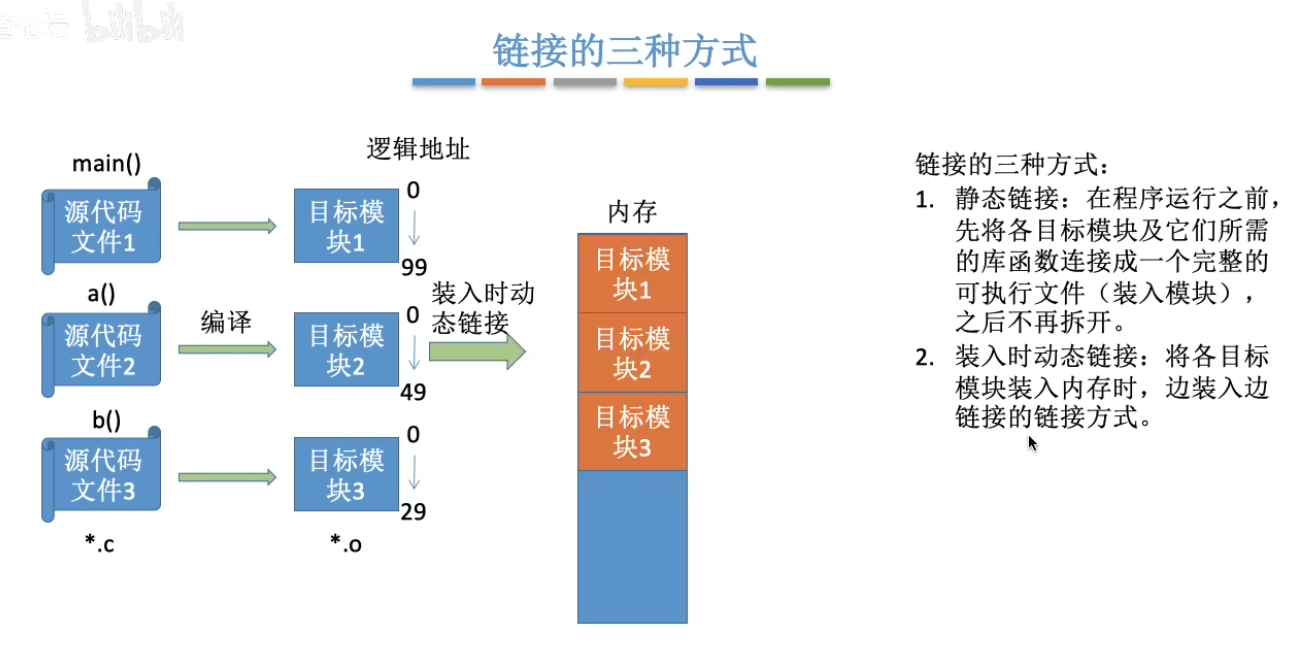 bilibili
链接的三种方式
main()
源代码
文件1
a()
源代码
文件2
b()
源代码
文件3
*.c
编译
逻辑地址
目标模
块1
0
99
目标模
块2
0
49
目标模
块3
0
29
*.o
装入时动
态链接
内存
目标模
块1
目标模
块2
目标模
块3
链接的三种方式：
1. 静态链接：在程序运行之前，
先将各目标模块及它们所需
的库函数连接成一个完整的
可执行文件（装入模块），
之后不再拆开。
2. 装入时动态链接：将各目标
模块装入内存时，边装入边
链接的链接方式。